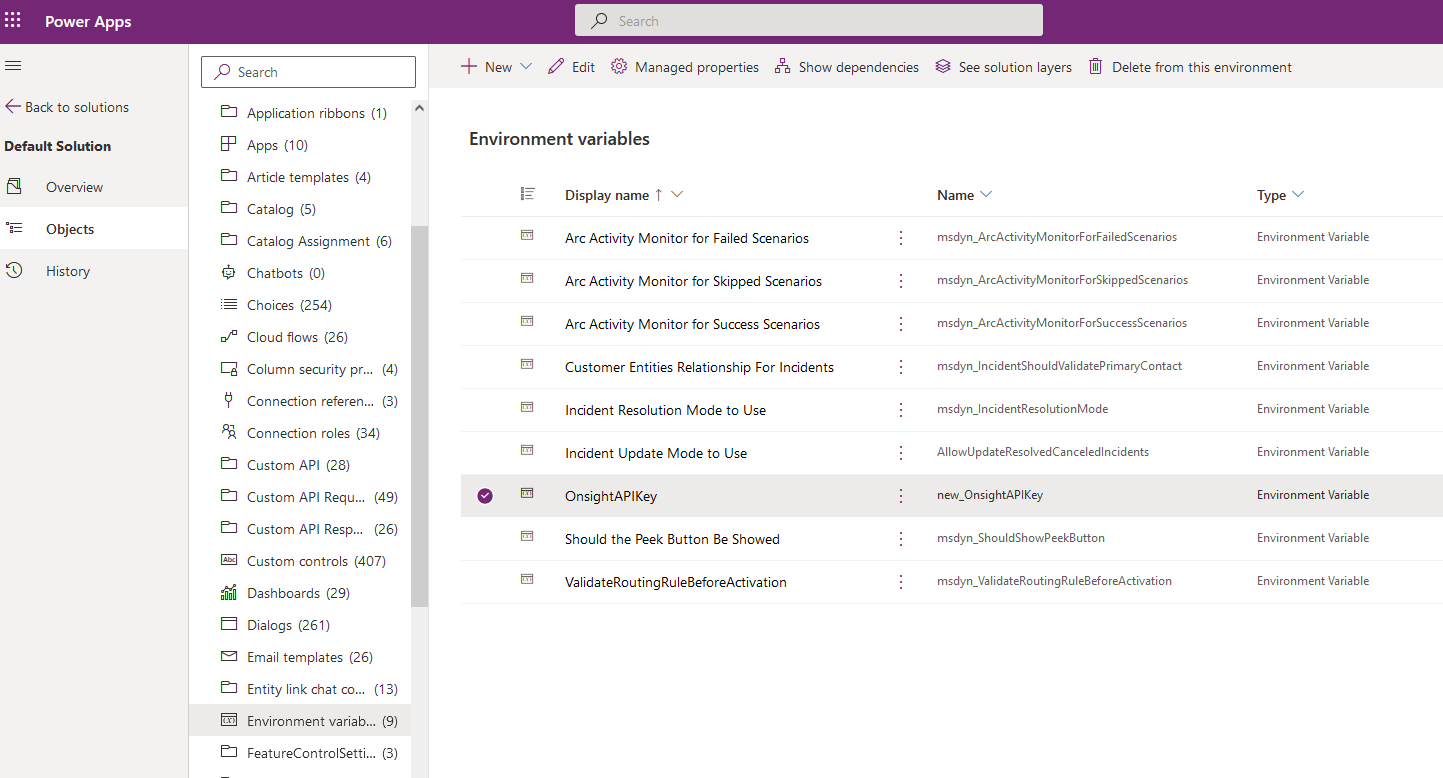 Power Apps
Search
Back to solutions
Default Solution
Overview
Objects
History
Search
Application ribbons (1)
Apps (10)
Article templates (4)
Catalog (5)
Catalog Assignment (6)
Chatbots (0)
Choices (254)
Cloud flows (26)
Column security pr... (4)
Connection referen... (3)
Connection roles (34)
Custom API (28)
Custom API Requ... (49)
Custom API Resp... (26)
Custom controls (407)
Dashboards (29)
Dialogs (261)
Email templates (26)
Entity link chat co... (13)
Environment variab... (9)
FeatureControlSetti... (3)
New Edit Managed properties Show dependencies See solution layers Delete from this environment
Environment variables
Display name Name Type
Arc Activity Monitor for Failed Scenarios msdyn_ArcActivityMonitorForFailedScenarios Environment Variable
Arc Activity Monitor for Skipped Scenarios msdyn_ArcActivityMonitorForSkippedScenarios Environment Variable
Arc Activity Monitor for Success Scenarios msdyn_ArcActivityMonitorForSuccessScenarios Environment Variable
Customer Entities Relationship For Incidents msdyn_IncidentShouldValidatePrimaryContact Environment Variable
Incident Resolution Mode to Use msdyn_IncidentResolutionMode Environment Variable
Incident Update Mode to Use AllowUpdateResolvedCanceledIncidents Environment Variable
OnsightAPIKey new_OnsightAPIKey Environment Variable
Should the Peek Button Be Showed msdyn_ShouldShowPeekButton Environment Variable
ValidateRoutingRuleBeforeActivation msdyn_ValidateRoutingRuleBeforeActivation Environment Variable